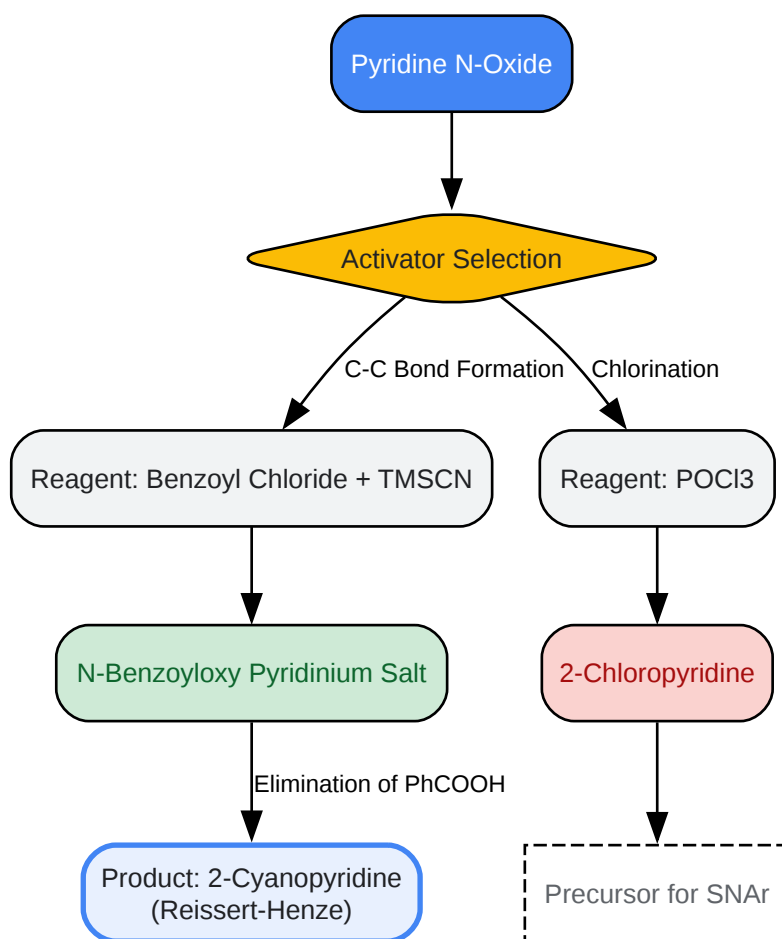 Pyridine N-Oxide
Activator Selection
C-C Bond Formation
Chlorination
Reagent: Benzoyl Chloride + TMSCN
Reagent: POCl3
N-Benzoyloxy Pyridinium Salt
2-Chloropyridine
Elimination of PhCOOH
Product: 2-Cyanopyridine
(Reissert-Henze)
Precursor for SNAr